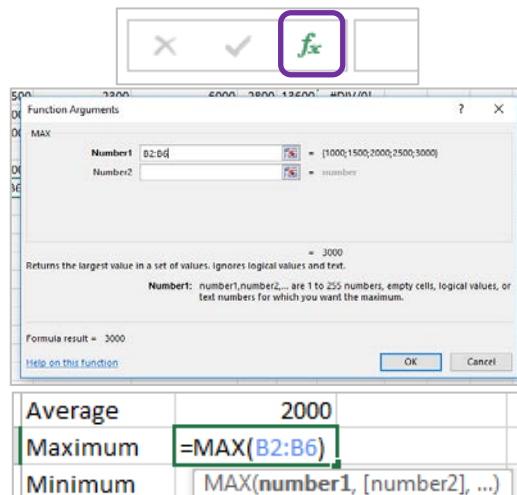 fx
500 2300 6000 2800 13600 #DIV/0!
Function Arguments ? ×
MAX
Number1 B2:B6 = {1000;1500;2000;2500;3000}
Number2 = number
= 3000
Returns the largest value in a set of values. Ignores logical values and text.
Number1: number1,number2,... are 1 to 255 numbers, empty cells, logical values, or
text numbers for which you want the maximum.
Formula result = 3000
Help on this function OK Cancel
Average 2000
Maximum =MAX(B2:B6)
Minimum MAX(number1, [number2], ...)